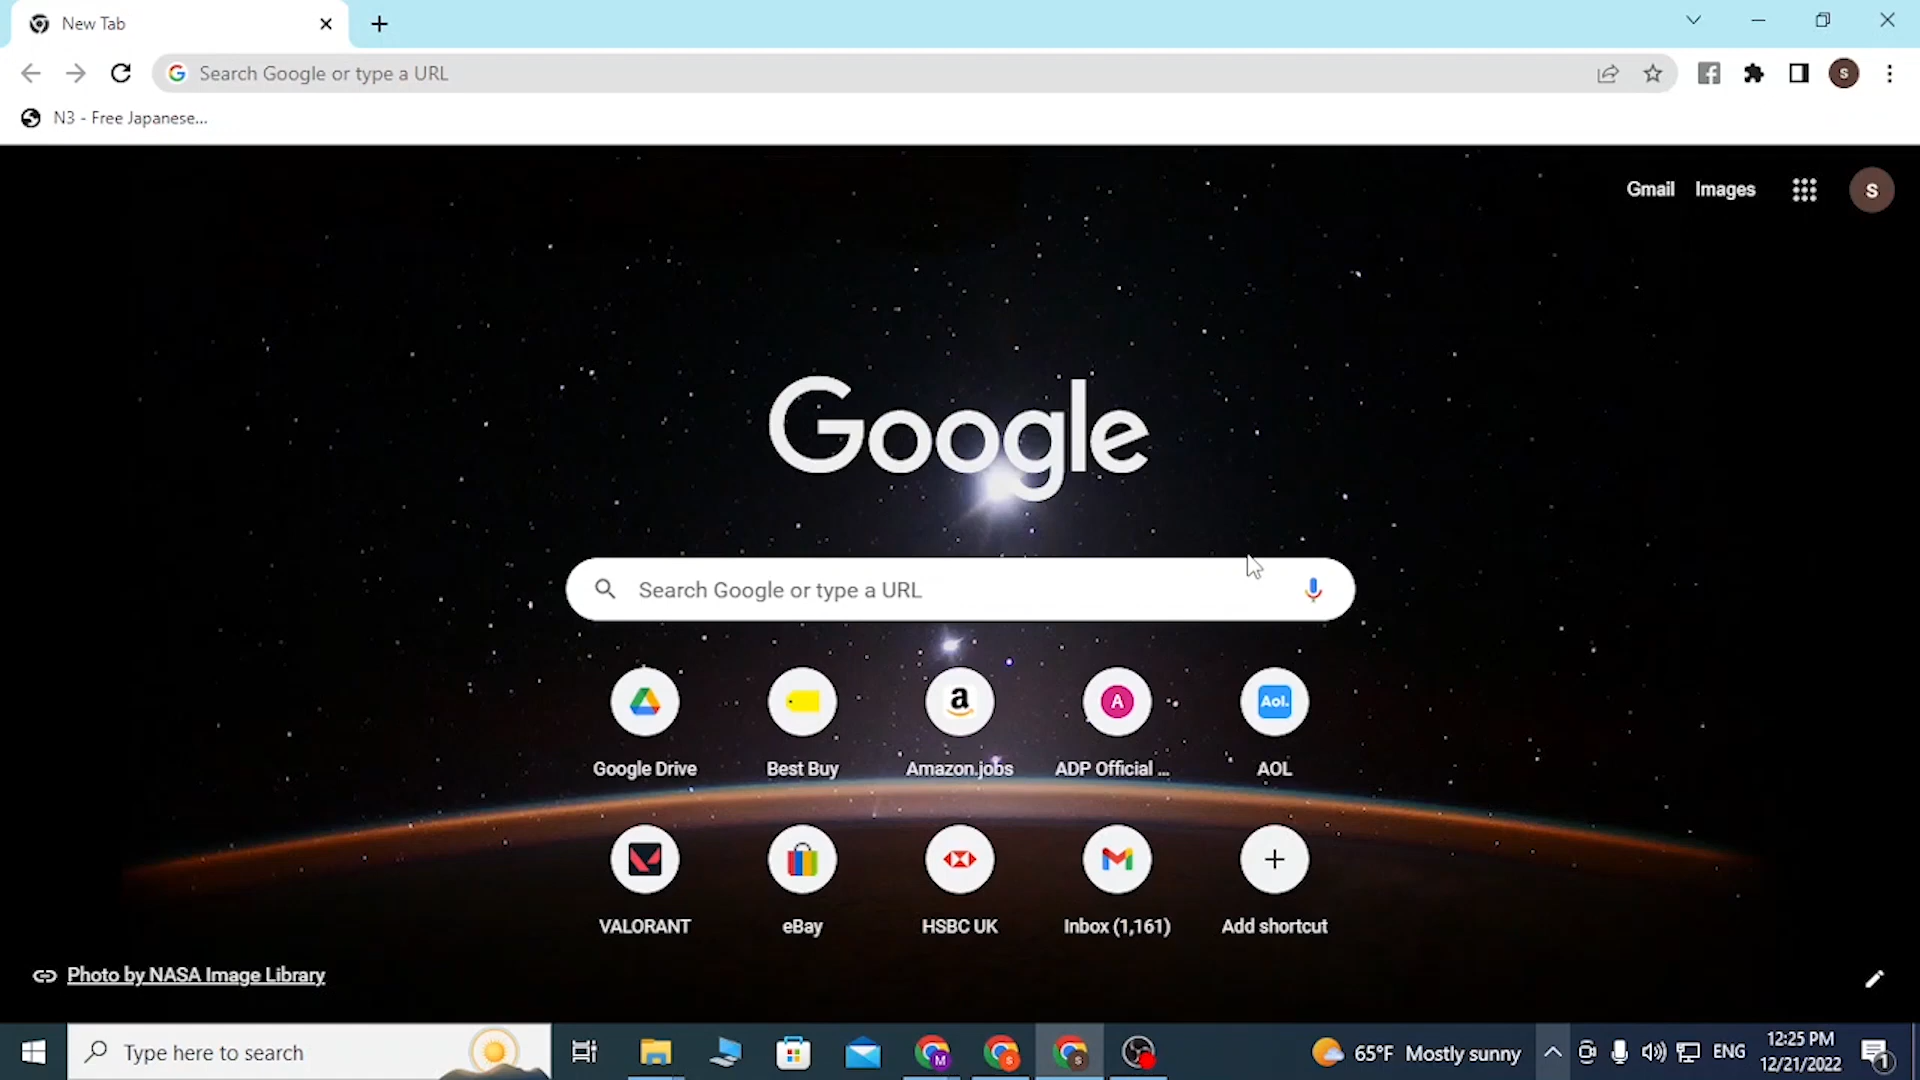 New Tab
Search Google or type a URL
S
N3 - Free Japanese...
Gmail Images
S
Google
Search Google or type a URL
a A Aol.
Google Drive Best Buy Amazon.jobs ADP Official ... AOL
VALORANT eBay HSBC UK Inbox (1,161) Add shortcut
Photo by NASA Image Library
Type here to search
M S S
65°F Mostly sunny
ENG
12:25 PM
12/21/2022
1